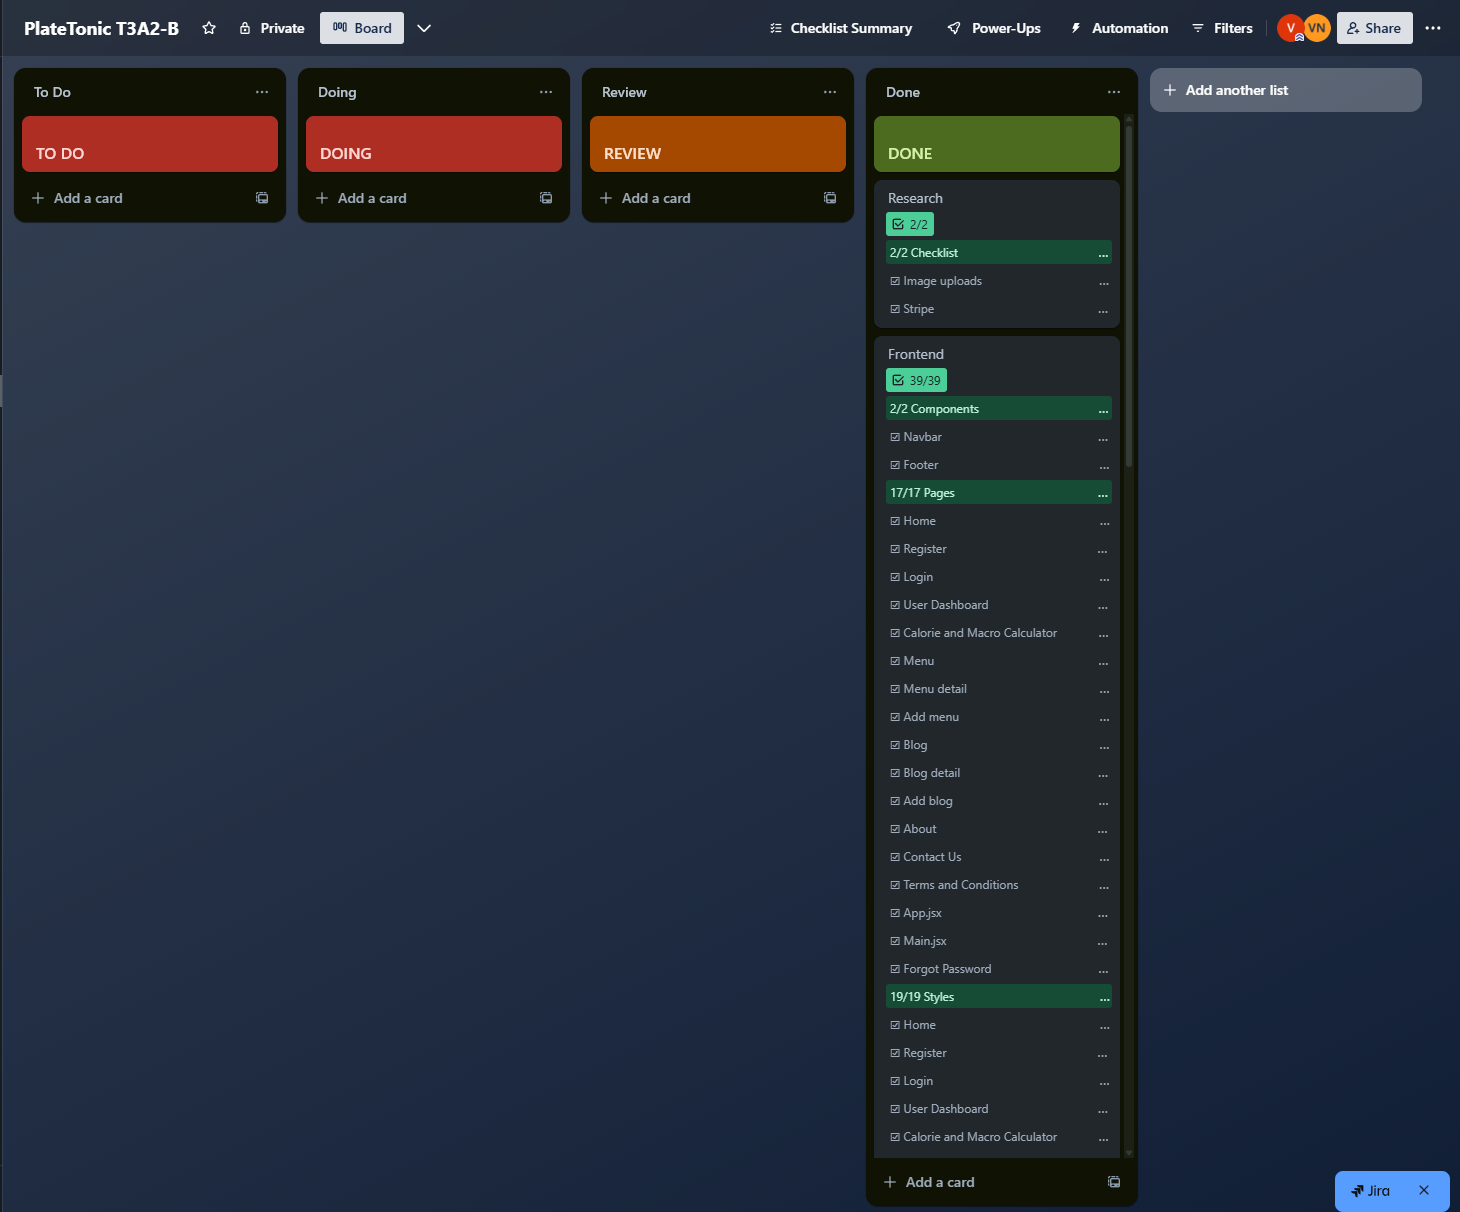 PlateTonic T3A2-B
Private
Board
Checklist Summary
Power-Ups
Automation
Filters
V
VN
Share
To Do
TO DO
Add a card
Doing
DOING
Add a card
Review
REVIEW
Add a card
Done
DONE
Research
2/2
2/2 Checklist
...
Image uploads
...
Stripe
...
Frontend
39/39
2/2 Components
...
Navbar
...
Footer
...
17/17 Pages
...
Home
...
Register
...
Login
...
User Dashboard
...
Calorie and Macro Calculator
...
Menu
...
Menu detail
...
Add menu
...
Blog
...
Blog detail
...
Add blog
...
About
...
Contact Us
...
Terms and Conditions
...
App.jsx
...
Main.jsx
...
Forgot Password
...
19/19 Styles
...
Home
...
Register
...
Login
...
User Dashboard
...
Calorie and Macro Calculator
...
Add a card
Add another list
Jira